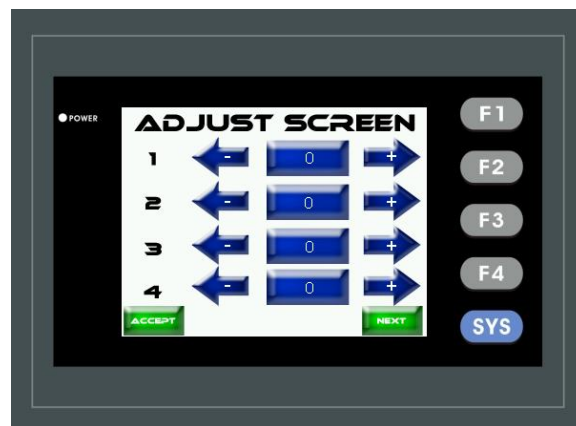 POWER
ADJUST SCREEN
F1
1 - 0 +
F2
2 - 0 +
F3
3 - 0 +
F4
4 - 0 +
ACCEPT NEXT
SYS